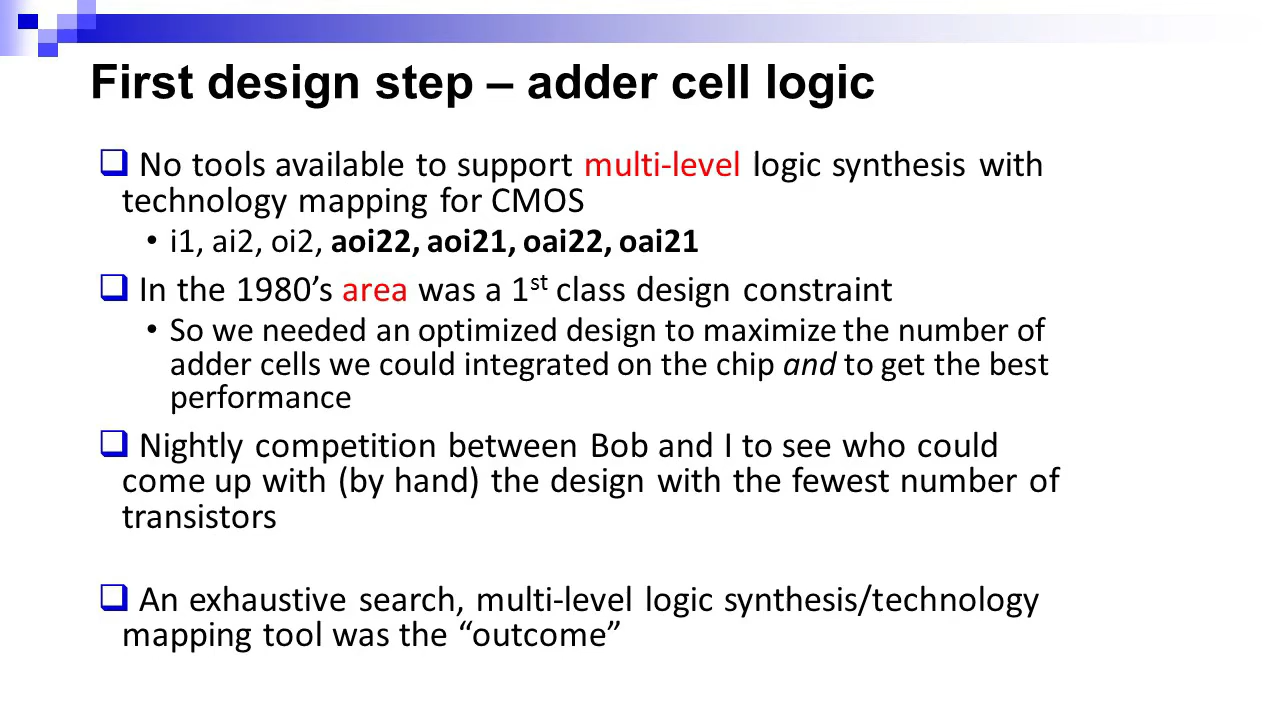 First design step – adder cell logic
❑ No tools available to support multi-level logic synthesis with
technology mapping for CMOS
• i1, ai2, oi2, aoi22, aoi21, oai22, oai21
❑ In the 1980’s area was a 1st class design constraint
• So we needed an optimized design to maximize the number of
adder cells we could integrated on the chip and to get the best
performance
❑ Nightly competition between Bob and I to see who could
come up with (by hand) the design with the fewest number of
transistors
❑ An exhaustive search, multi-level logic synthesis/technology
mapping tool was the “outcome”